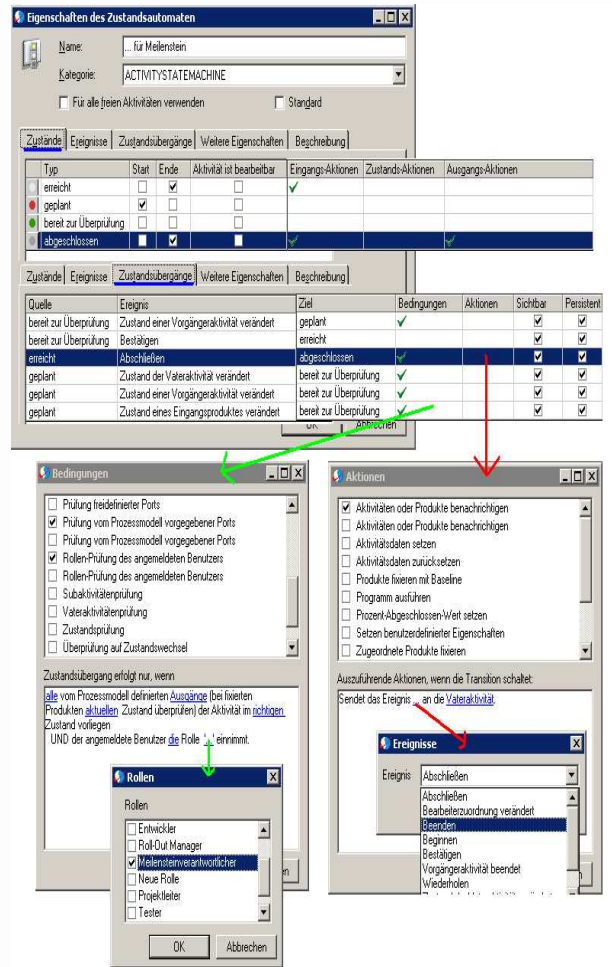 Eigenschaften des Zustandsautomaten
Name: ... für Meilenstein
Kategorie: ACTIVITYSTATEMACHINE
Für alle freien Aktivitäten verwenden Standard
Zustände Ereignisse Zustandsübergänge Weitere Eigenschaften Beschreibung
Typ Start Ende Aktivität ist bearbeitbar Eingangs-Aktionen Zustands-Aktionen Ausgangs-Aktionen
erreicht
geplant
bereit zur Überprüfung
abgeschlossen
Zustände Ereignisse Zustandsübergänge Weitere Eigenschaften Beschreibung
Quelle Ereignis Ziel Bedingungen Aktionen Sichtbar Persistent
bereit zur Überprüfung Zustand einer Vorgängeraktivität verändert geplant
bereit zur Überprüfung Bestätigen erreicht
erreicht Abschließen abgeschlossen
geplant Zustand der Vateraktivität verändert bereit zur Überprüfung
geplant Zustand einer Vorgängeraktivität verändert bereit zur Überprüfung
geplant Zustand eines Eingangsproduktes verändert bereit zur Überprüfung
OK Abbrechen
Bedingungen
Prüfung freidefinierter Ports
Prüfung vom Prozessmodell vorgegebener Ports
Prüfung vom Prozessmodell vorgegebener Ports
Rollen-Prüfung des angemeldeten Benutzers
Rollen-Prüfung des angemeldeten Benutzers
Subaktivitätenprüfung
Vateraktivitätenprüfung
Zustandsprüfung
Überprüfung auf Zustandswechsel
Zustandsübergang erfolgt nur, wenn
alle vom Prozessmodell definierten Ausgänge (bei fixierten
Produkten aktuellen Zustand überprüfen) der Aktivität im richtigen
Zustand vorliegen
UND der angemeldete Benutzer die Rolle '...' einnimmt.
Rollen
Rollen
Entwickler
Roll-Out Manager
Meilensteinverantwortlicher
Neue Rolle
Projektleiter
Tester
OK Abbrechen
Aktionen
Aktivitäten oder Produkte benachrichtigen
Aktivitäten oder Produkte benachrichtigen
Aktivitätsdaten setzen
Aktivitätsdaten zurücksetzen
Produkte fixieren mit Baseline
Programm ausführen
Prozent-Abgeschlossen-Wert setzen
Setzen benutzerdefinierter Eigenschaften
Zugeordnete Produkte fixieren
Auszuführende Aktionen, wenn die Transition schaltet:
Sendet das Ereignis ... an die Vateraktivität.
Ereignisse
Ereignis Abschließen
Abschließen
Bearbeiterzuordnung verändert
Beenden
Beginnen
Bestätigen
Vorgängeraktivität beendet
Wiederholen